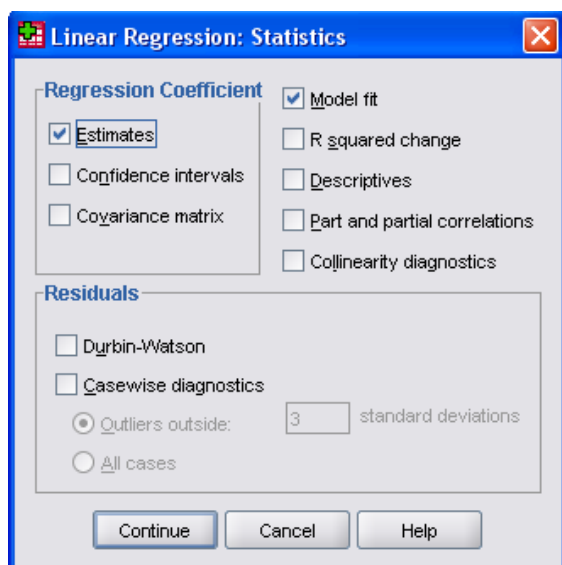 Linear Regression: Statistics
Regression Coefficient
Estimates
Confidence intervals
Covariance matrix
Model fit
R squared change
Descriptives
Part and partial correlations
Collinearity diagnostics
Residuals
Durbin-Watson
Casewise diagnostics
Outliers outside: 3 standard deviations
All cases
Continue Cancel Help